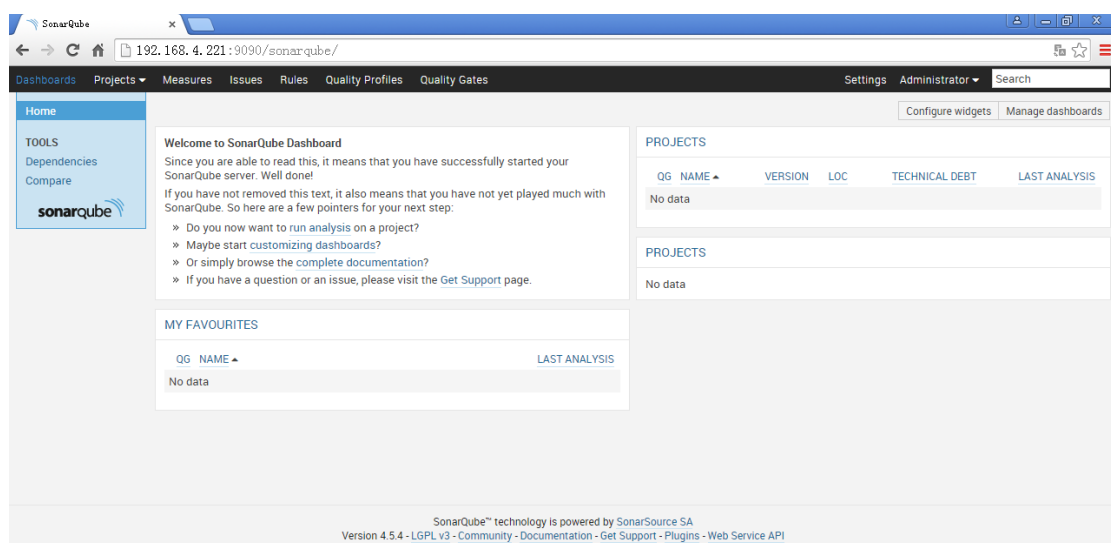 SonarQube
192.168.4.221:9090/sonarqube/
Dashboards Projects Measures Issues Rules Quality Profiles Quality Gates Settings Administrator Search
Home
Configure widgets Manage dashboards
TOOLS
Dependencies
Compare
sonarqube
Welcome to SonarQube Dashboard
Since you are able to read this, it means that you have successfully started your
SonarQube server. Well done!
If you have not removed this text, it also means that you have not yet played much with
SonarQube. So here are a few pointers for your next step:
» Do you now want to run analysis on a project?
» Maybe start customizing dashboards?
» Or simply browse the complete documentation?
» If you have a question or an issue, please visit the Get Support page.
MY FAVOURITES
QG NAME LAST ANALYSIS
No data
PROJECTS
QG NAME VERSION LOC TECHNICAL DEBT LAST ANALYSIS
No data
PROJECTS
No data
SonarQube™ technology is powered by SonarSource SA
Version 4.5.4 - LGPL v3 - Community - Documentation - Get Support - Plugins - Web Service API